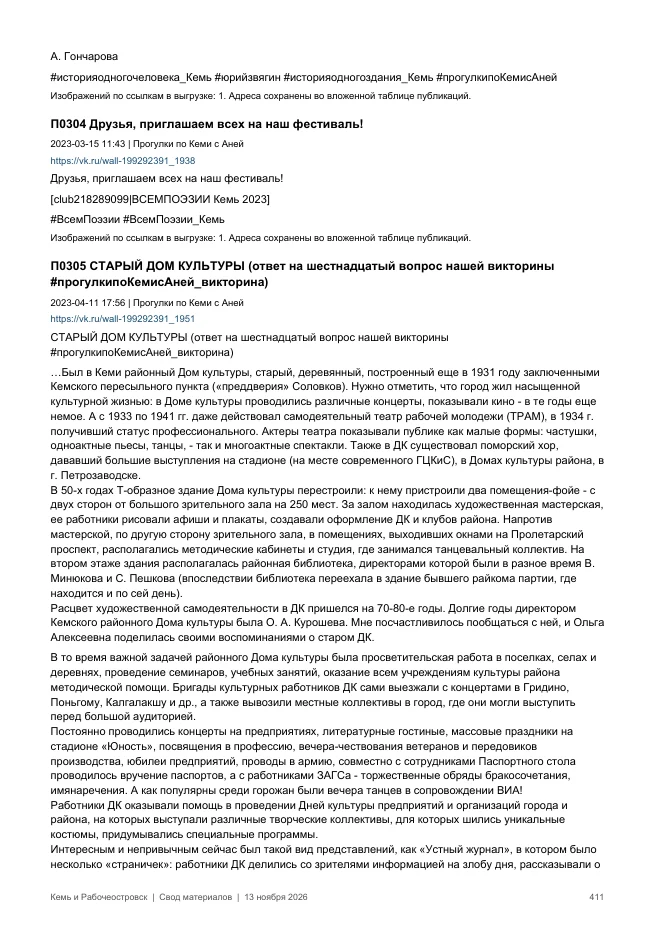 А. Гончарова
#историяодногочеловека_Кемь #юрийзвягин #историяодногоздания_Кемь #прогулкипоКемисАней
Изображений по ссылкам в выгрузке: 1. Адреса сохранены во вложенной таблице публикаций.
П0304 Друзья, приглашаем всех на наш фестиваль!
2023-03-15 11:43 | Прогулки по Кеми с Аней
https://vk.ru/wall-199292391_1938
Друзья, приглашаем всех на наш фестиваль!
[club218289099|ВСЕМПОЭЗИИ Кемь 2023]
#ВсемПоэзии #ВсемПоэзии_Кемь
Изображений по ссылкам в выгрузке: 1. Адреса сохранены во вложенной таблице публикаций.
П0305 СТАРЫЙ ДОМ КУЛЬТУРЫ (ответ на шестнадцатый вопрос нашей викторины
#прогулкипоКемисАней_викторина)
2023-04-11 17:56 | Прогулки по Кеми с Аней
https://vk.ru/wall-199292391_1951
СТАРЫЙ ДОМ КУЛЬТУРЫ (ответ на шестнадцатый вопрос нашей викторины
#прогулкипоКемисАней_викторина)
…Был в Кеми районный Дом культуры, старый, деревянный, построенный еще в 1931 году заключенными
Кемского пересыльного пункта («преддверия» Соловков). Нужно отметить, что город жил насыщенной
культурной жизнью: в Доме культуры проводились различные концерты, показывали кино - в те годы еще
немое. А с 1933 по 1941 гг. даже действовал самодеятельный театр рабочей молодежи (ТРАМ), в 1934 г.
получивший статус профессионального. Актеры театра показывали публике как малые формы: частушки,
одноактные пьесы, танцы, - так и многоактные спектакли. Также в ДК существовал поморский хор,
дававший большие выступления на стадионе (на месте современного ГЦКиС), в Домах культуры района, в
г. Петрозаводске.
В 50-х годах Т-образное здание Дома культуры перестроили: к нему пристроили два помещения-фойе - с
двух сторон от большого зрительного зала на 250 мест. За залом находилась художественная мастерская,
ее работники рисовали афиши и плакаты, создавали оформление ДК и клубов района. Напротив
мастерской, по другую сторону зрительного зала, в помещениях, выходивших окнами на Пролетарский
проспект, располагались методические кабинеты и студия, где занимался танцевальный коллектив. На
втором этаже здания располагалась районная библиотека, директорами которой были в разное время В.
Минюкова и С. Пешкова (впоследствии библиотека переехала в здание бывшего райкома партии, где
находится и по сей день).
Расцвет художественной самодеятельности в ДК пришелся на 70-80-е годы. Долгие годы директором
Кемского районного Дома культуры была О. А. Курошева. Мне посчастливилось пообщаться с ней, и Ольга
Алексеевна поделилась своими воспоминаниями о старом ДК.
В то время важной задачей районного Дома культуры была просветительская работа в поселках, селах и
деревнях, проведение семинаров, учебных занятий, оказание всем учреждениям культуры района
методической помощи. Бригады культурных работников ДК сами выезжали с концертами в Гридино,
Поньгому, Калгалакшу и др., а также вывозили местные коллективы в город, где они могли выступить
перед большой аудиторией.
Постоянно проводились концерты на предприятиях, литературные гостиные, массовые праздники на
стадионе «Юность», посвящения в профессию, вечера-чествования ветеранов и передовиков
производства, юбилеи предприятий, проводы в армию, совместно с сотрудниками Паспортного стола
проводилось вручение паспортов, а с работниками ЗАГСа - торжественные обряды бракосочетания,
имянаречения. А как популярны среди горожан были вечера танцев в сопровождении ВИА!
Работники ДК оказывали помощь в проведении Дней культуры предприятий и организаций города и
района, на которых выступали различные творческие коллективы, для которых шились уникальные
костюмы, придумывались специальные программы.
Интересным и непривычным сейчас был такой вид представлений, как «Устный журнал», в котором было
несколько «страничек»: работники ДК делились со зрителями информацией на злобу дня, рассказывали о
Кемь и Рабочеостровск | Свод материалов | 13 ноября 2026
411